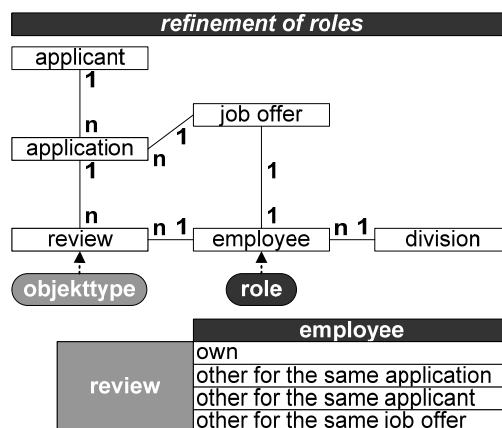 refinement of roles
applicant
1
n
job offer
1
n
application
1
1
n
1
review
n 1
employee
n 1
division
objekttype
role
employee
review
own
other for the same application
other for the same applicant
other for the same job offer